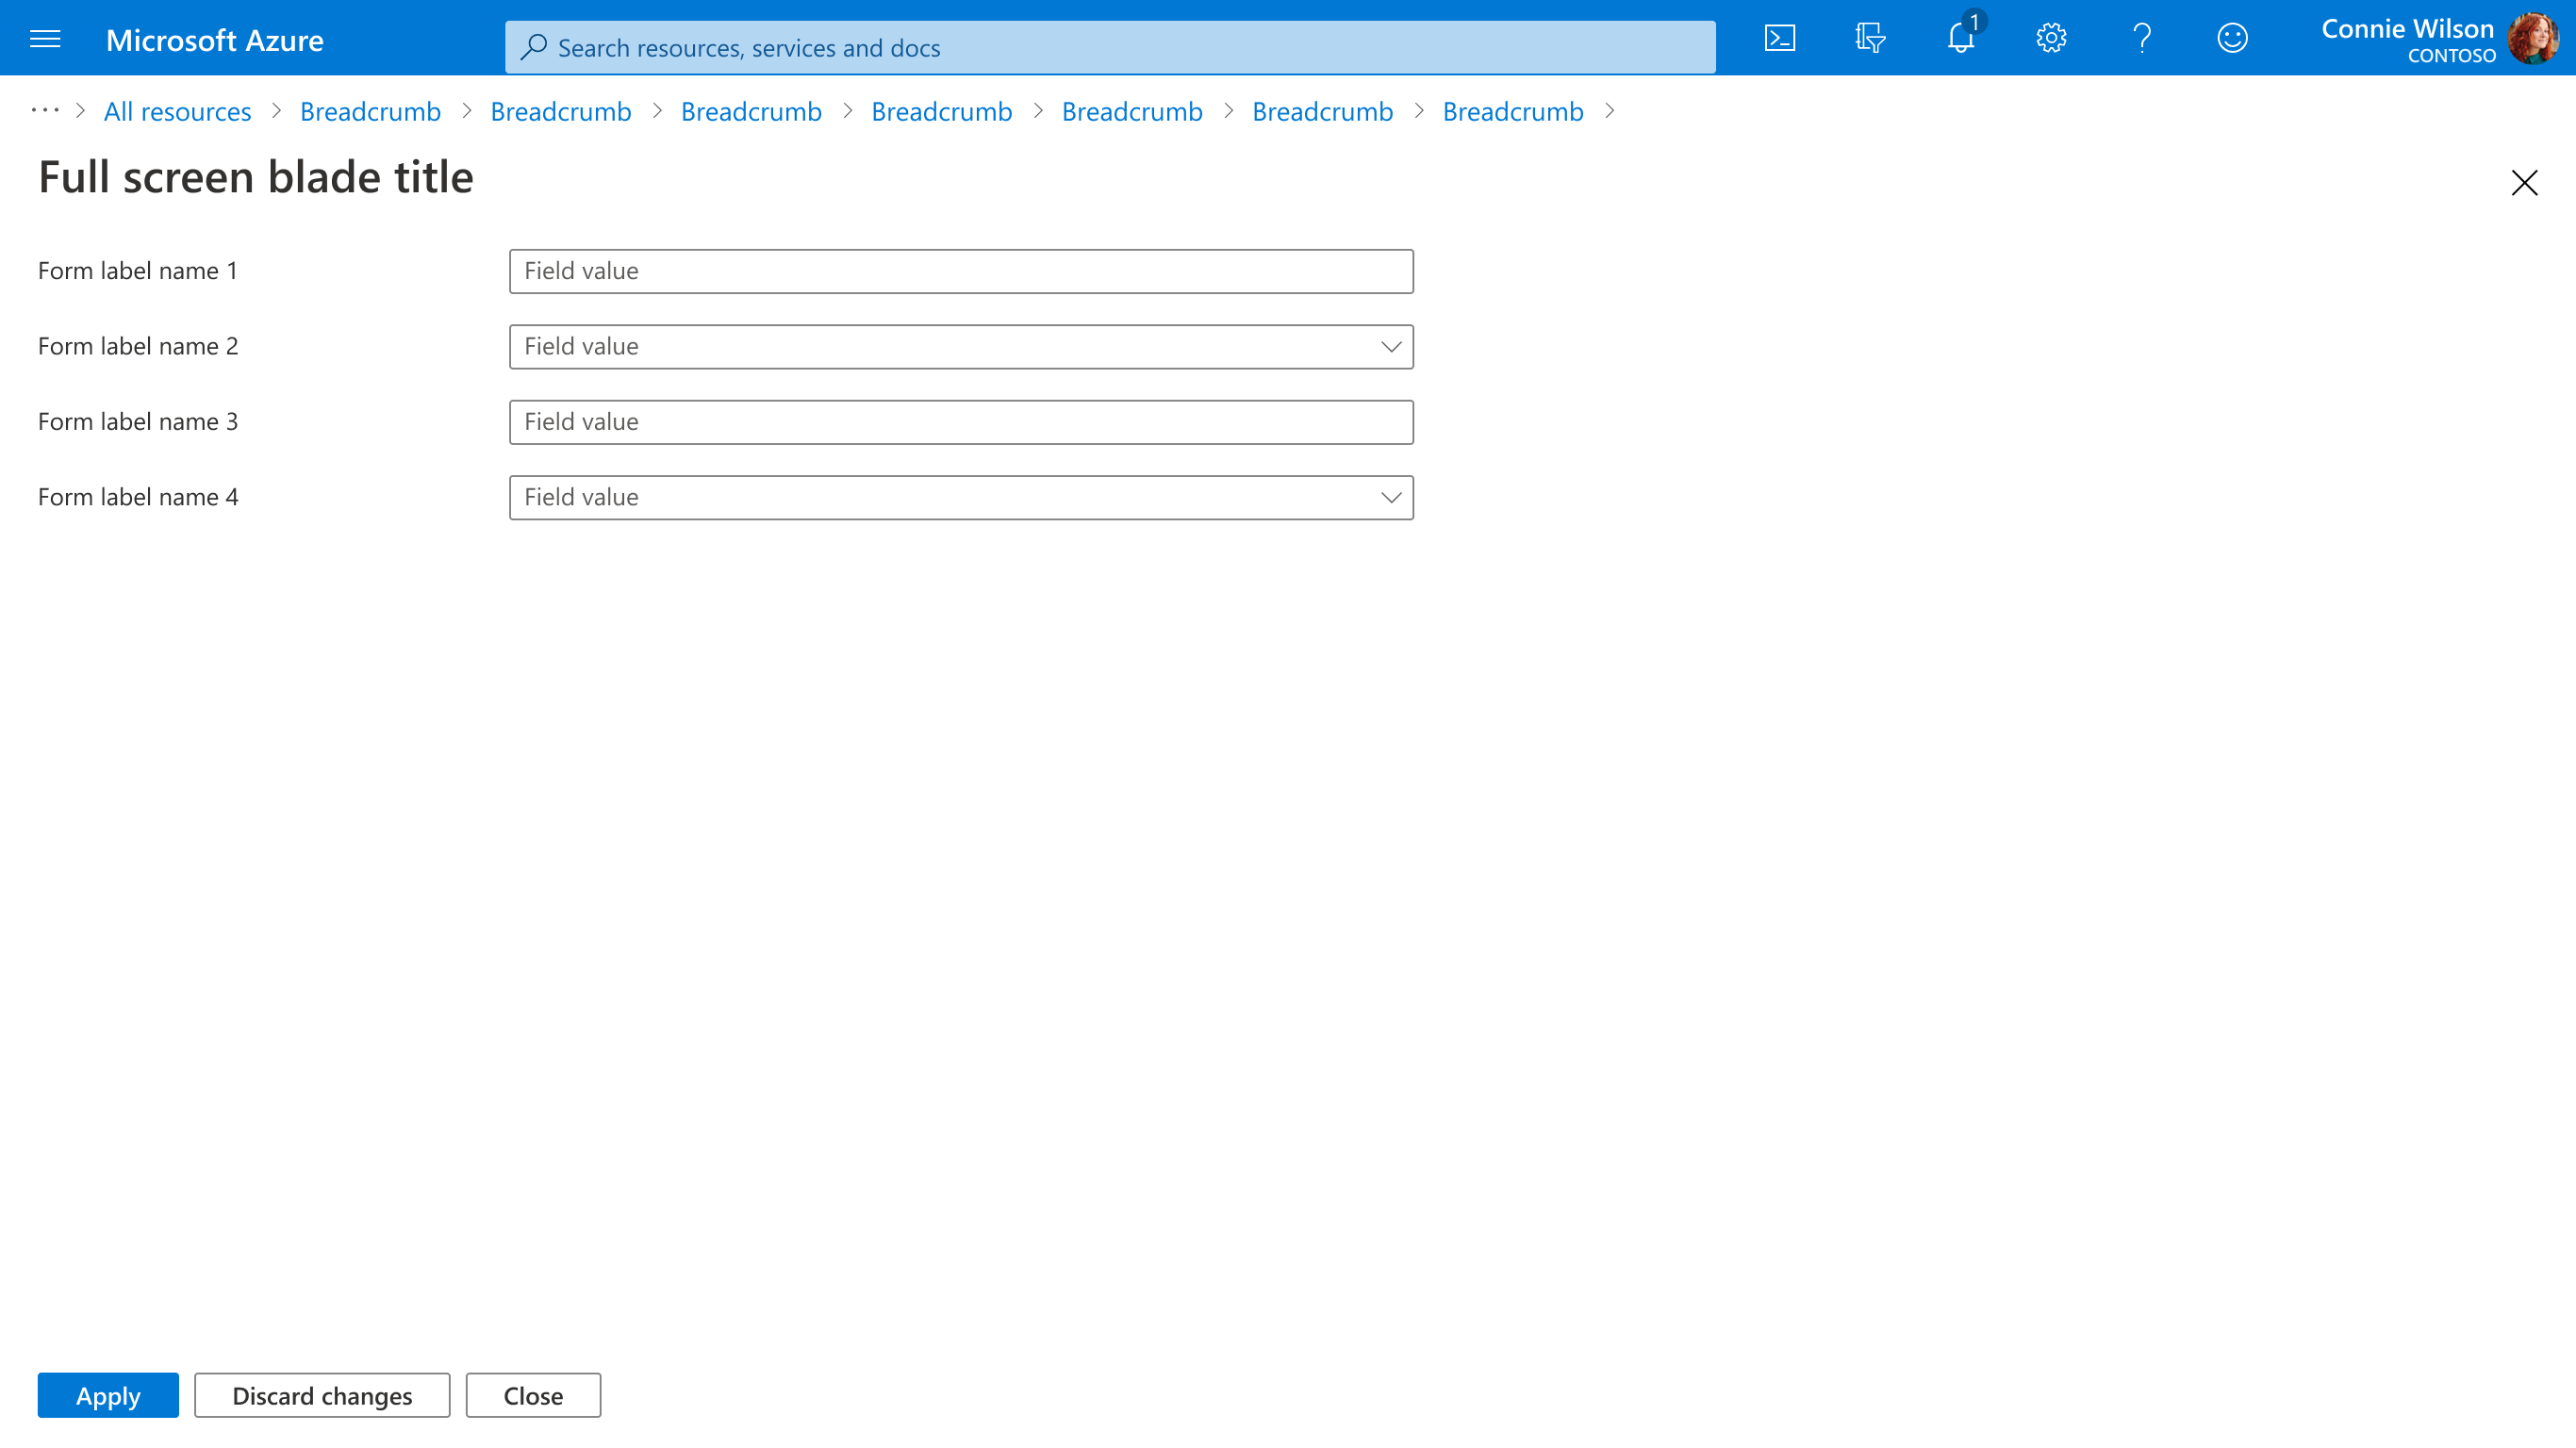 Microsoft Azure
Search resources, services and docs
1
Connie Wilson
CONTOSO
··· > All resources > Breadcrumb > Breadcrumb > Breadcrumb > Breadcrumb > Breadcrumb > Breadcrumb > Breadcrumb >
Full screen blade title
Form label name 1 Field value
Form label name 2 Field value
Form label name 3 Field value
Form label name 4 Field value
Apply Discard changes Close